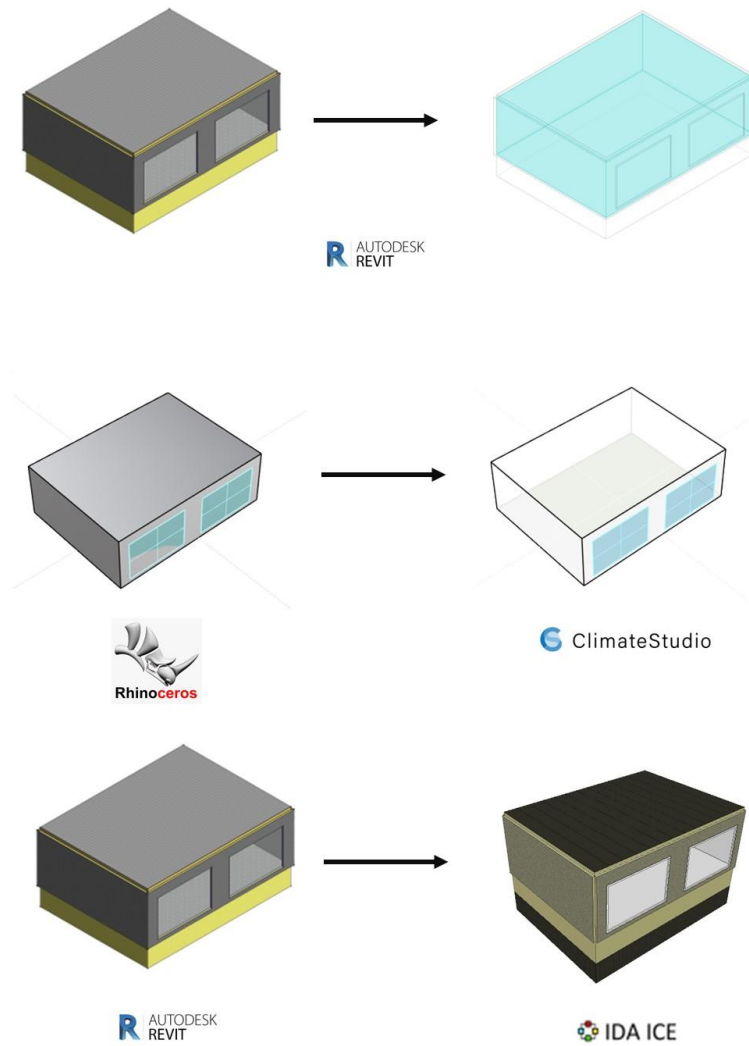 R AUTODESK
REVIT
Rhinoceros
ClimateStudio
R AUTODESK
REVIT
IDA ICE